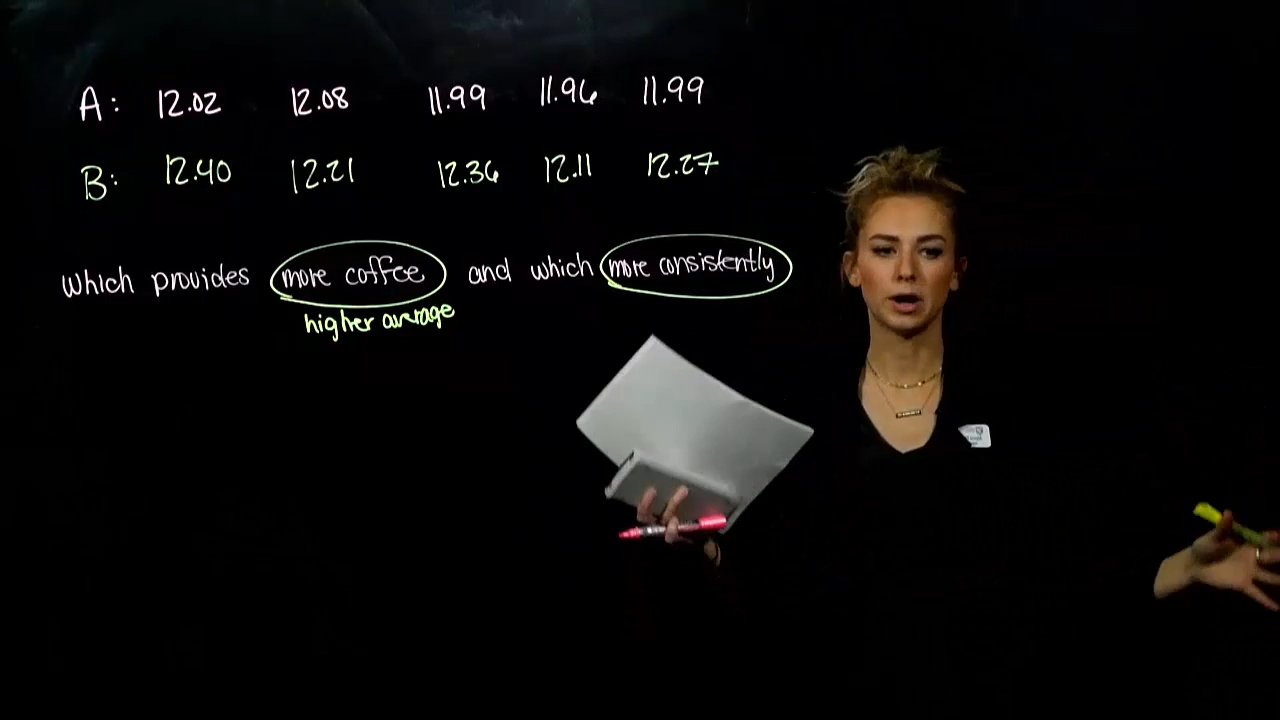 A: 12.02 12.08 11.99 11.96 11.99
B: 12.40 12.21 12.36 12.11 12.27
which provides more coffee and which more consistently
higher average